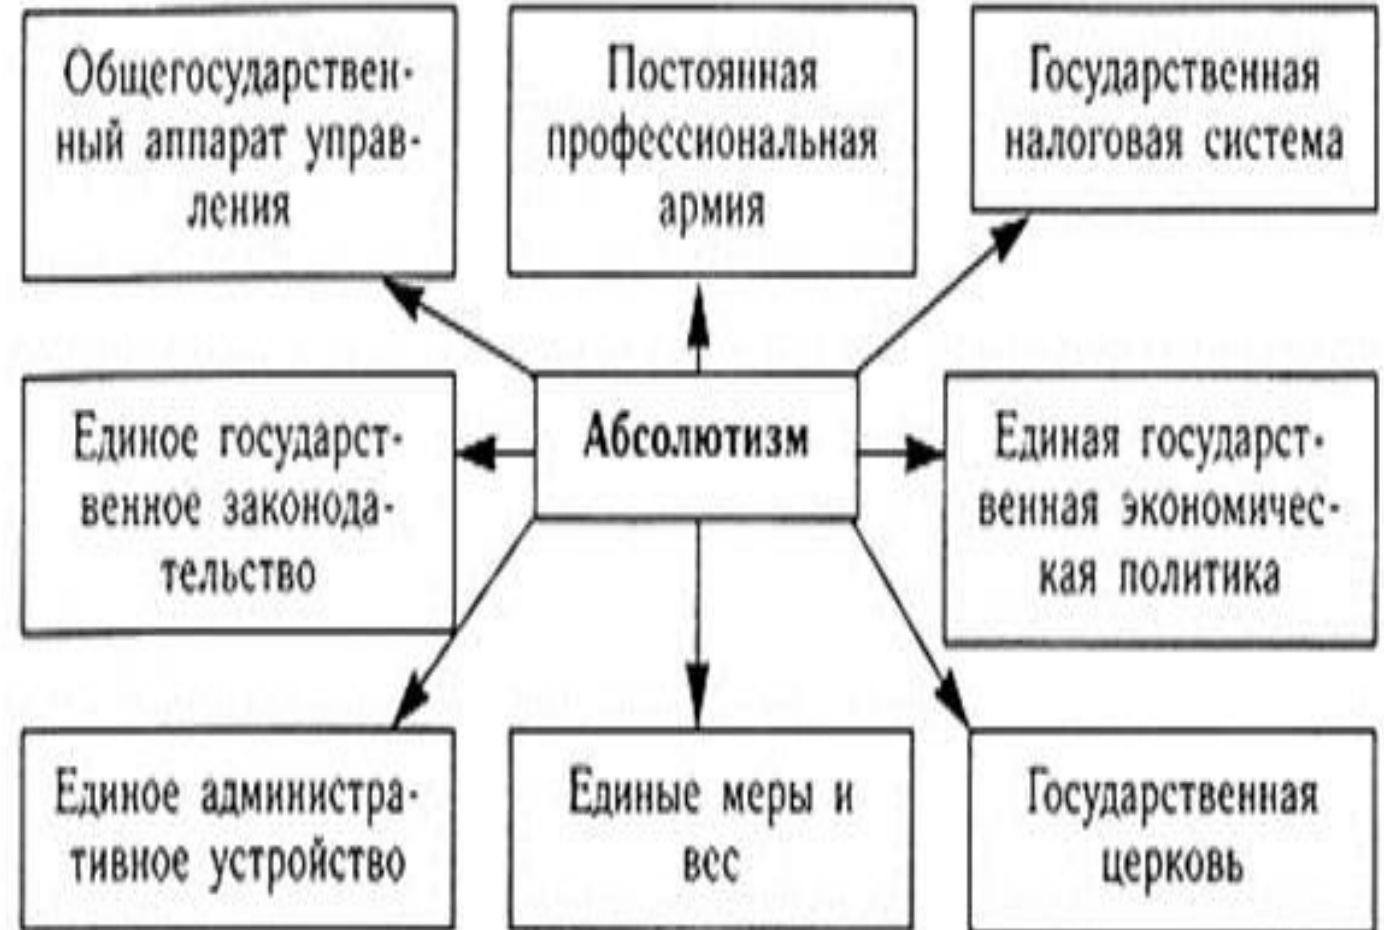 Общегосударствен-
ный аппарат управ-
ления
Постоянная
профессиональная
армия
Государственная
налоговая система
Единое государст-
венное законода-
тельство
Абсолютизм
Единая государст-
венная экономичес-
кая политика
Единое администра-
тивное устройство
Единые меры и
всс
Государственная
церковь